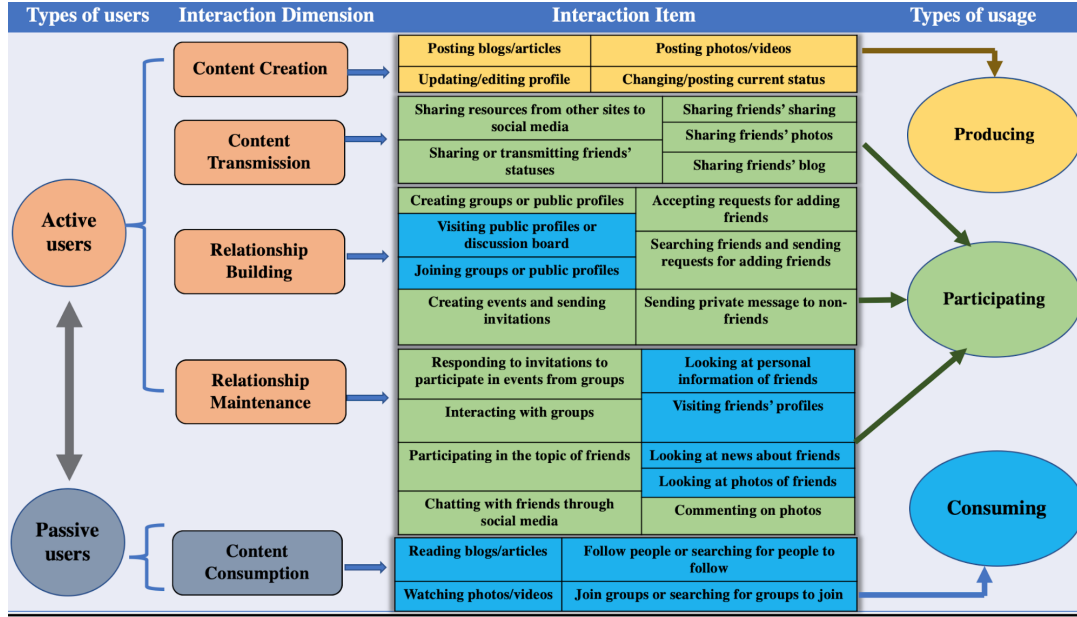 Types of users
Interaction Dimension
Interaction Item
Types of usage
Active
users
Passive
users
Content Creation
Posting blogs/articles
Posting photos/videos
Updating/editing profile
Changing/posting current status
Content
Transmission
Sharing resources from other sites to
social media
Sharing or transmitting friends'
statuses
Sharing friends' sharing
Sharing friends' photos
Sharing friends' blog
Relationship
Building
Creating groups or public profiles
Visiting public profiles or
discussion board
Joining groups or public profiles
Creating events and sending
invitations
Accepting requests for adding
friends
Searching friends and sending
requests for adding friends
Sending private message to non-
friends
Relationship
Maintenance
Responding to invitations to
participate in events from groups
Interacting with groups
Participating in the topic of friends
Chatting with friends through
social media
Looking at personal
information of friends
Visiting friends' profiles
Looking at news about friends
Looking at photos of friends
Commenting on photos
Content
Consumption
Reading blogs/articles
Follow people or searching for people to
follow
Watching photos/videos
Join groups or searching for groups to join
Producing
Participating
Consuming